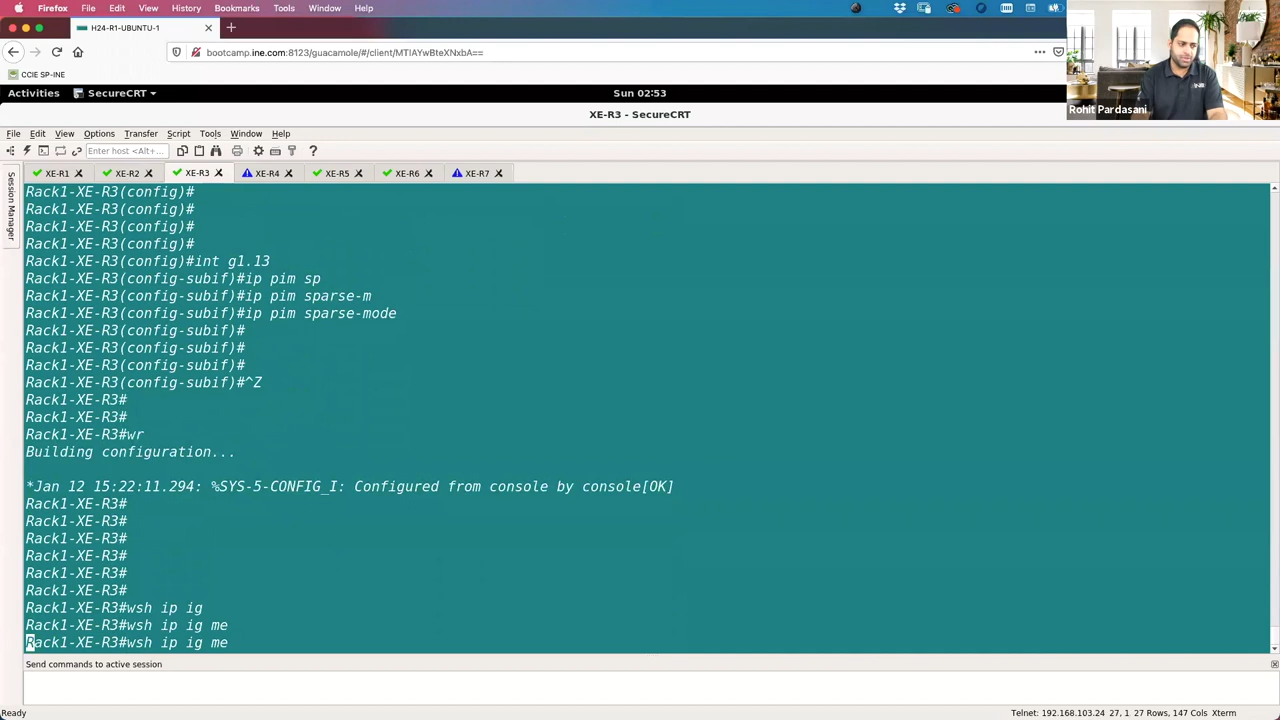 Firefox File Edit View History Bookmarks Tools Window Help
H24-R1-UBUNTU-1
bootcamp.ine.com:8123/guacamole/#/client/MTIAYwBteXNxbA==
CCIE SP-INE
Activities SecureCRT Sun 02:53
XE-R3 - SecureCRT
File Edit View Options Transfer Script Tools Window Help
Enter host <Alt+...
XE-R1 XE-R2 XE-R3 XE-R4 XE-R5 XE-R6 XE-R7
Session Manager
Rohit Pardasani
Rack1-XE-R3(config)#
Rack1-XE-R3(config)#
Rack1-XE-R3(config)#
Rack1-XE-R3(config)#
Rack1-XE-R3(config)#int g1.13
Rack1-XE-R3(config-subif)#ip pim sp
Rack1-XE-R3(config-subif)#ip pim sparse-m
Rack1-XE-R3(config-subif)#ip pim sparse-mode
Rack1-XE-R3(config-subif)#
Rack1-XE-R3(config-subif)#
Rack1-XE-R3(config-subif)#
Rack1-XE-R3(config-subif)#^Z
Rack1-XE-R3#
Rack1-XE-R3#
Rack1-XE-R3#wr
Building configuration...
*Jan 12 15:22:11.294: %SYS-5-CONFIG_I: Configured from console by console[OK]
Rack1-XE-R3#
Rack1-XE-R3#
Rack1-XE-R3#
Rack1-XE-R3#
Rack1-XE-R3#
Rack1-XE-R3#
Rack1-XE-R3#wsh ip ig
Rack1-XE-R3#wsh ip ig me
Rack1-XE-R3#wsh ip ig me
Send commands to active session
Ready Telnet: 192.168.103.24 27, 1 27 Rows, 147 Cols Xterm